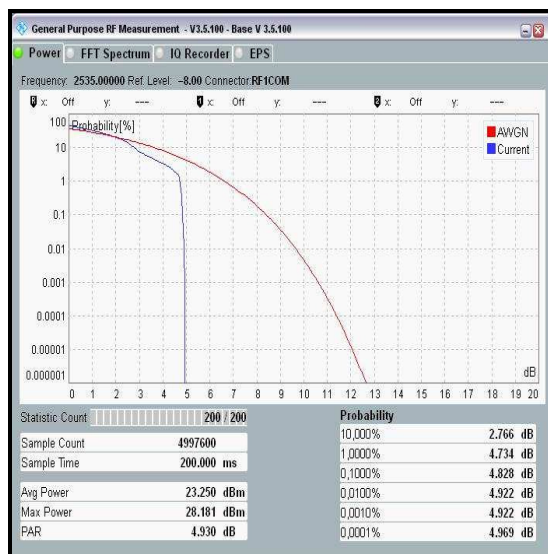 General Purpose RF Measurement - V3.5.100 - Base V 3.5.100
Power FFT Spectrum IQ Recorder EPS
Frequency: 2535.00000 Ref. Level: -8.00 Connector:RF1COM
0 x: Off y: --- 1 x: Off y: --- 2 x: Off y: ---
Probability[%]
AWGN
Current
100
10
1
0.1
0.01
0.001
0.0001
0.00001
0.000001
dB
0 1 2 3 4 5 6 7 8 9 10 11 12 13 14 15 16 17 18 19 20
Statistic Count 200 / 200
Sample Count 4997600
Sample Time 200.000 ms
Avg Power 23.250 dBm
Max Power 28.181 dBm
PAR 4.930 dB
Probability
10,000% 2.766 dB
1,0000% 4.734 dB
0,1000% 4.828 dB
0,0100% 4.922 dB
0,0010% 4.922 dB
0,0001% 4.969 dB